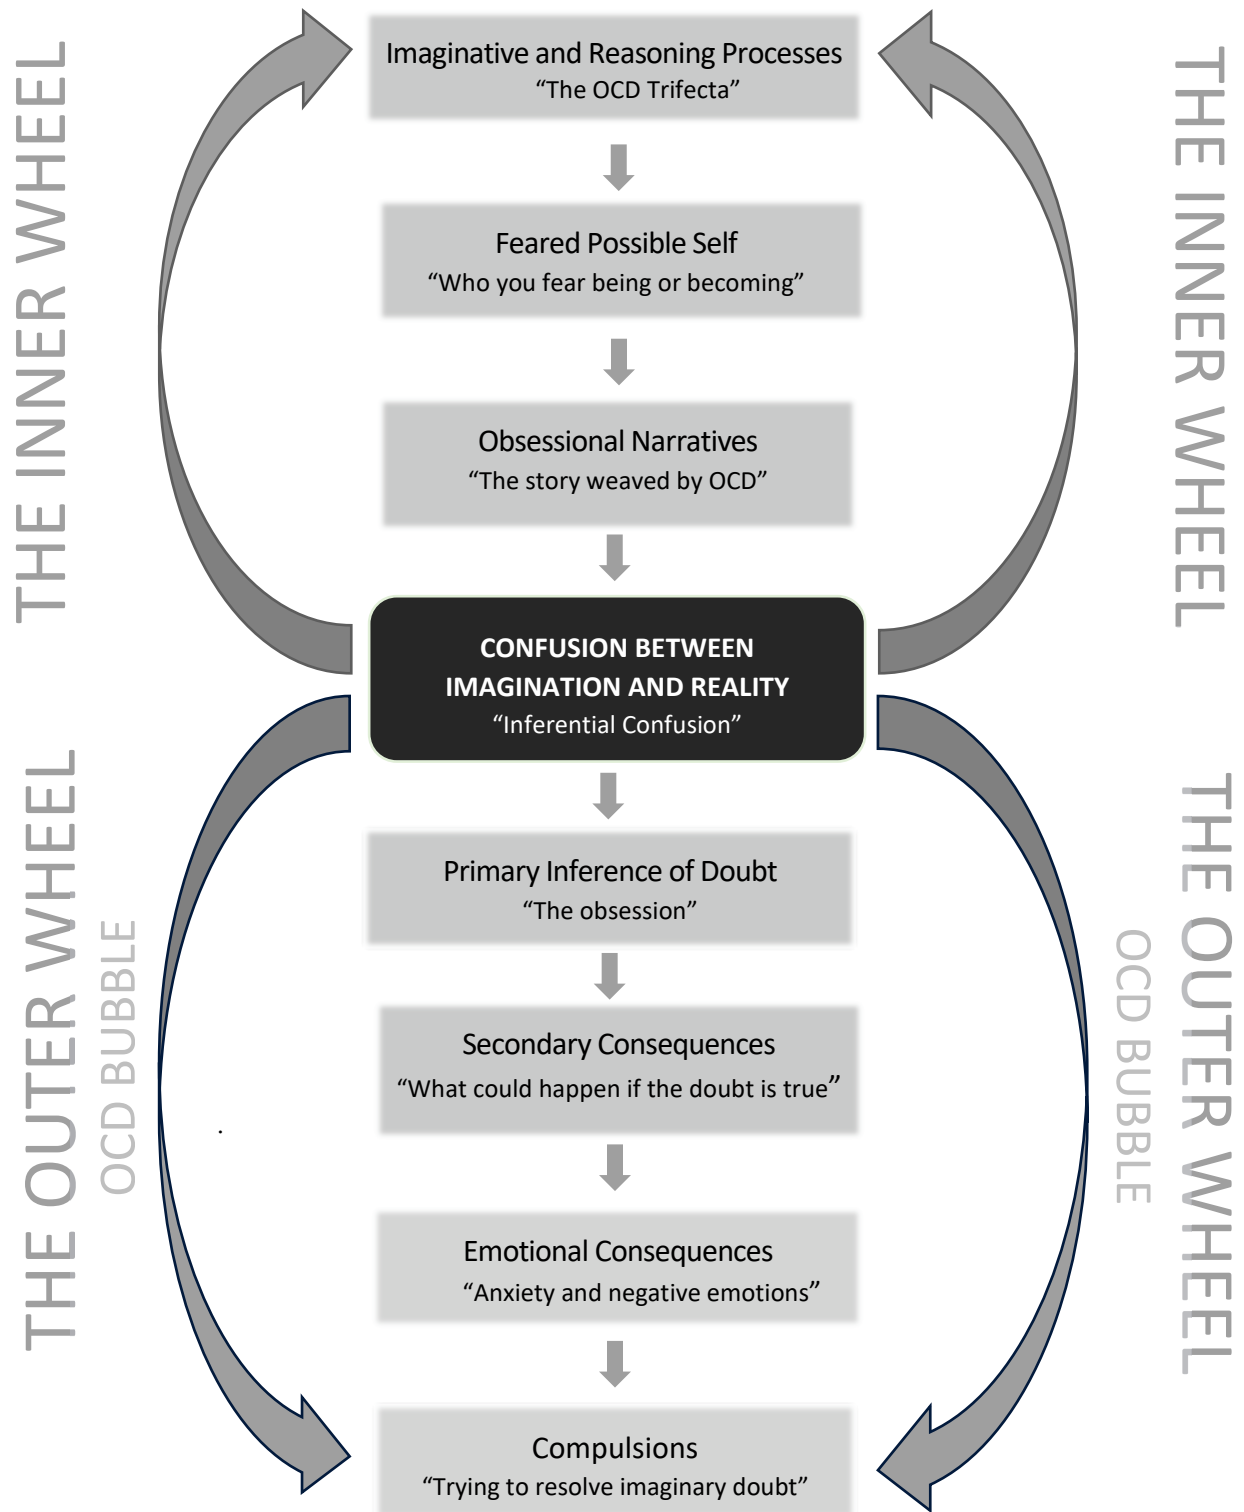 THE INNER WHEEL
THE INNER WHEEL
Imaginative and Reasoning Processes
“The OCD Trifecta”
Feared Possible Self
“Who you fear being or becoming”
Obsessional Narratives
“The story weaved by OCD”
CONFUSION BETWEEN
IMAGINATION AND REALITY
“Inferential Confusion”
THE OUTER WHEEL
OCD BUBBLE
THE OUTER WHEEL
OCD BUBBLE
Primary Inference of Doubt
“The obsession”
Secondary Consequences
“What could happen if the doubt is true”
.
Emotional Consequences
“Anxiety and negative emotions”
Compulsions
“Trying to resolve imaginary doubt”